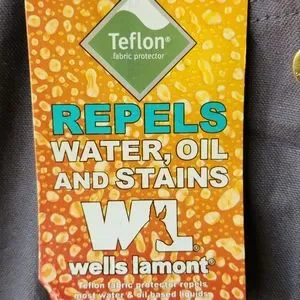 Teflon®
fabric protector
REPELS
WATER, OIL
AND STAINS
WL®
wells lamont®
Teflon fabric protector repels
most water & oil based liquids